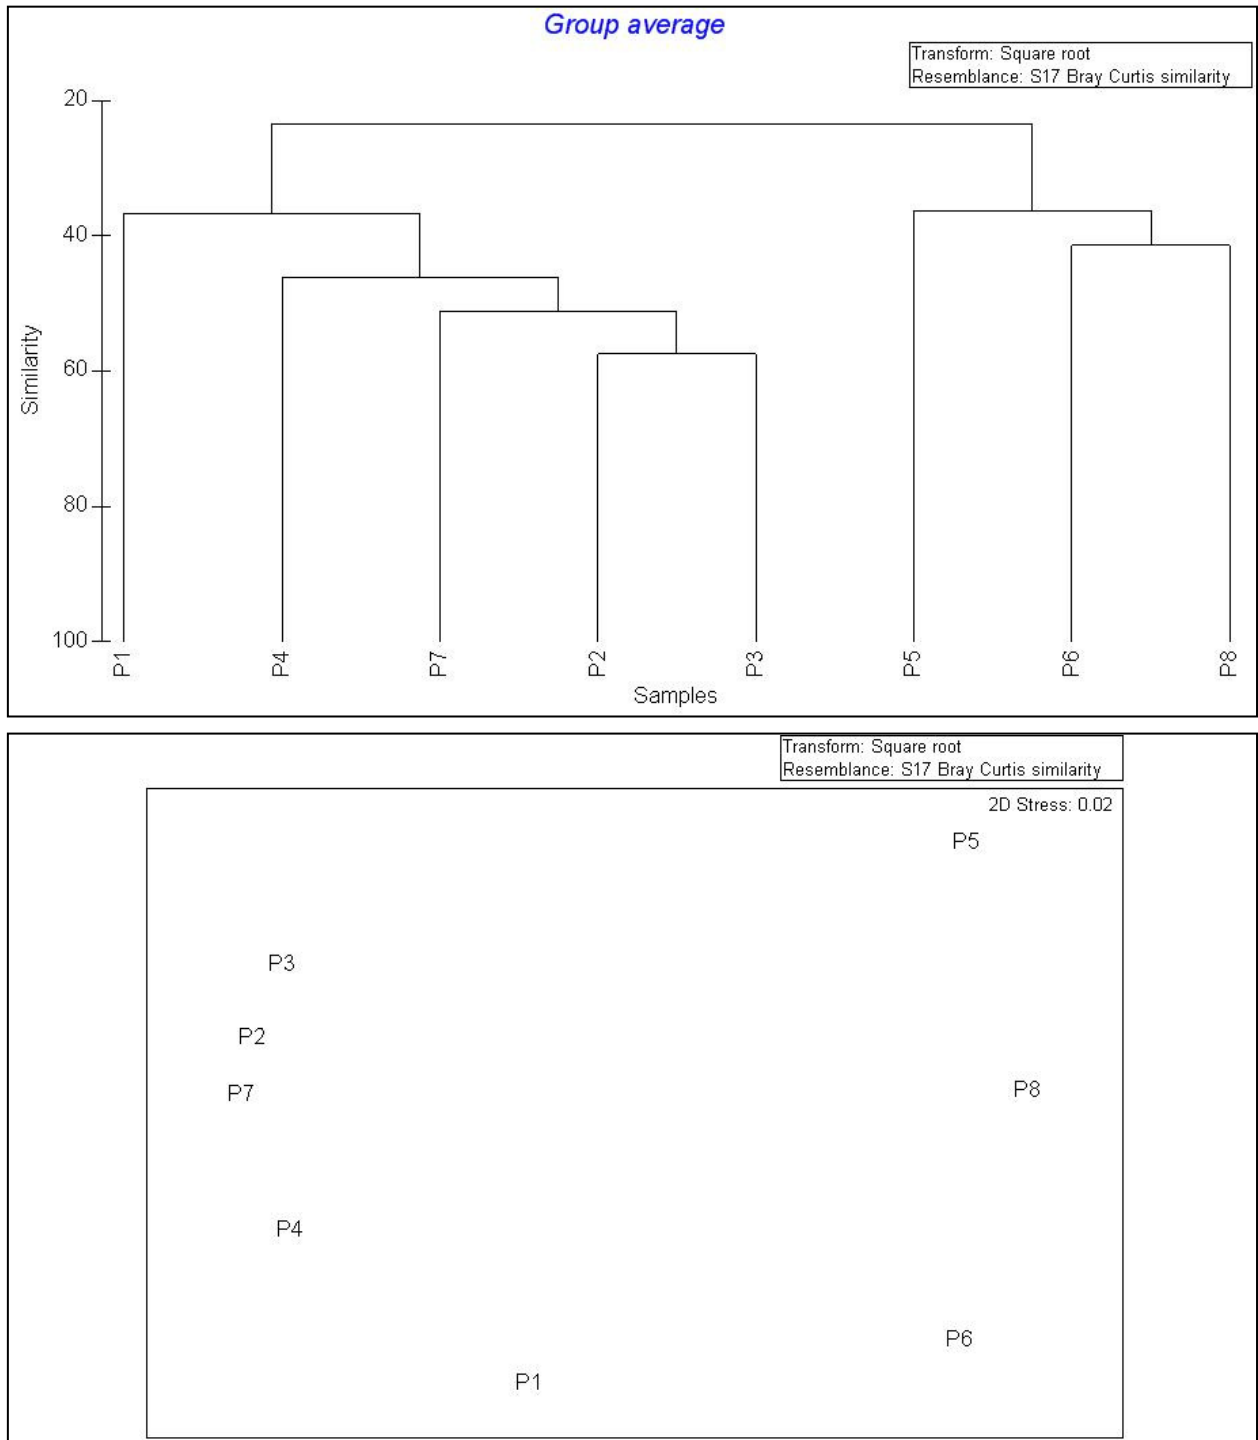 Group average
Transform: Square root
Resemblance: S17 Bray Curtis similarity
20
40
60
80
100
Similarity
P1 P4 P7 P2 P3 P5 P6 P8
Samples
Transform: Square root
Resemblance: S17 Bray Curtis similarity
2D Stress: 0.02
P5
P3
P2
P7
P8
P4
P6
P1